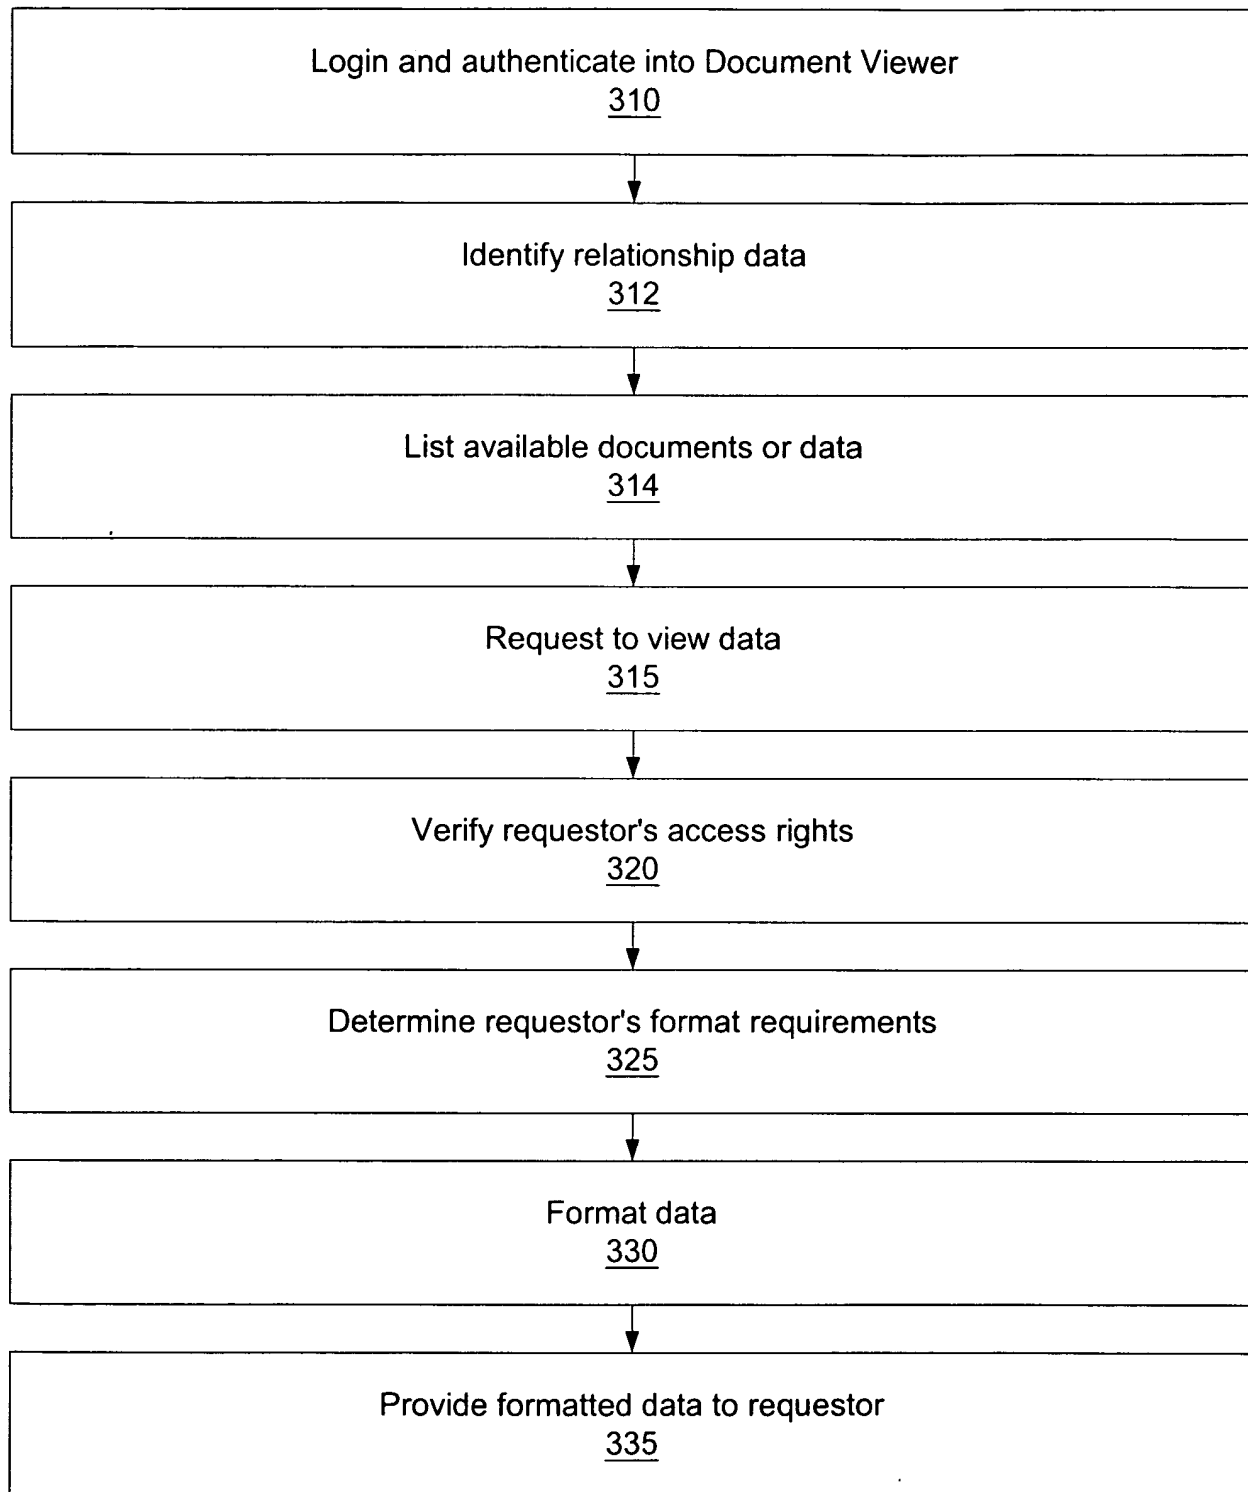 Login and authenticate into Document Viewer
310
Identify relationship data
312
List available documents or data
314
Request to view data
315
Verify requestor's access rights
320
Determine requestor's format requirements
325
Format data
330
Provide formatted data to requestor
335